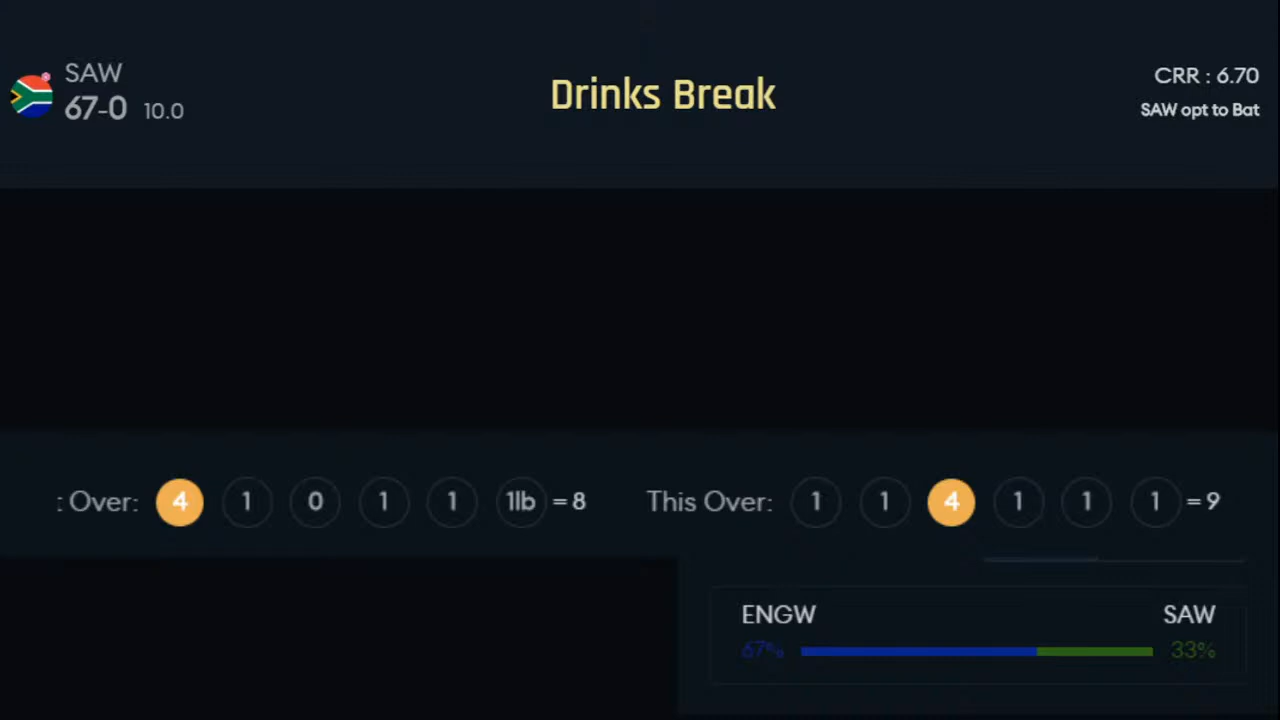 SAW
67-0 10.0
Drinks Break
CRR : 6.70
SAW opt to Bat
: Over: 4 1 0 1 1 1lb = 8
This Over: 1 1 4 1 1 1 = 9
ENGW SAW
67% 33%